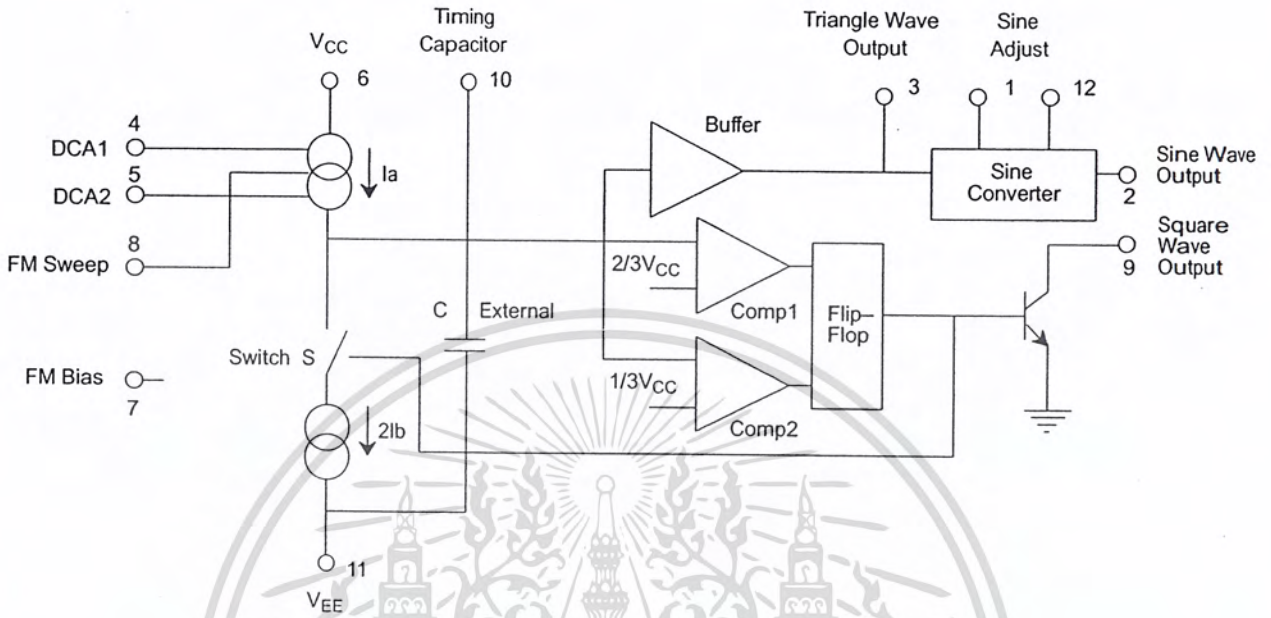 Timing
Capacitor
10
VCC
6
Triangle Wave
Output
3
Sine
Adjust
1
12
DCA1
4
DCA2
5
Ia
FM Sweep
8
Buffer
Sine
Converter
Sine Wave
Output
2
Square
Wave
Output
9
2/3VCC
Comp1
Flip–
Flop
C
External
Switch S
1/3VCC
Comp2
FM Bias
7
2Ib
11
VEE